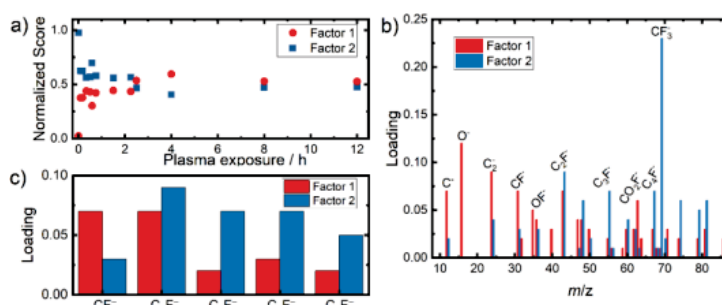 a)
Normalized Score
1.0
0.5
0.0
Factor 1
Factor 2
0 2 4 6 8 10 12
Plasma exposure / h
b)
Loading
0.25
0.20
0.15
0.10
0.05
0.00
Factor 1
Factor 2
C⁻
O⁻
C₂⁻
CF⁻
OF⁻
C₂F⁻
C₃F⁻
CO₂F⁻
C₄F⁻
CF₃⁻
10 20 30 40 50 60 70 80
m/z
c)
Loading
0.10
0.05
0.00
Factor 1
Factor 2
CF⁻